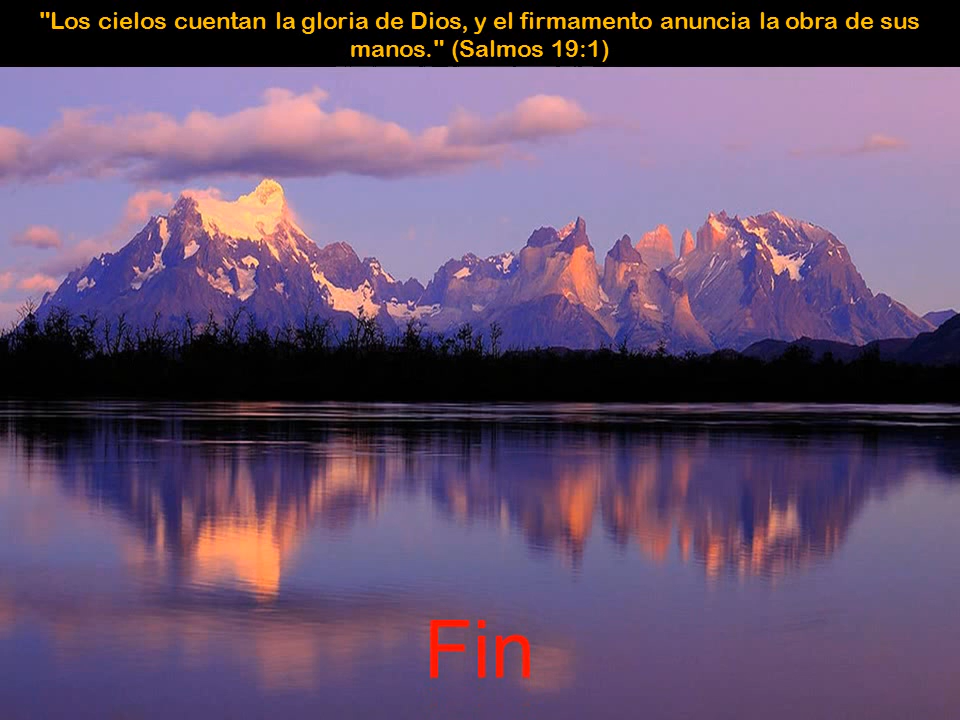 "Los cielos cuentan la gloria de Dios, y el firmamento anuncia la obra de sus
manos." (Salmos 19:1)
Fin